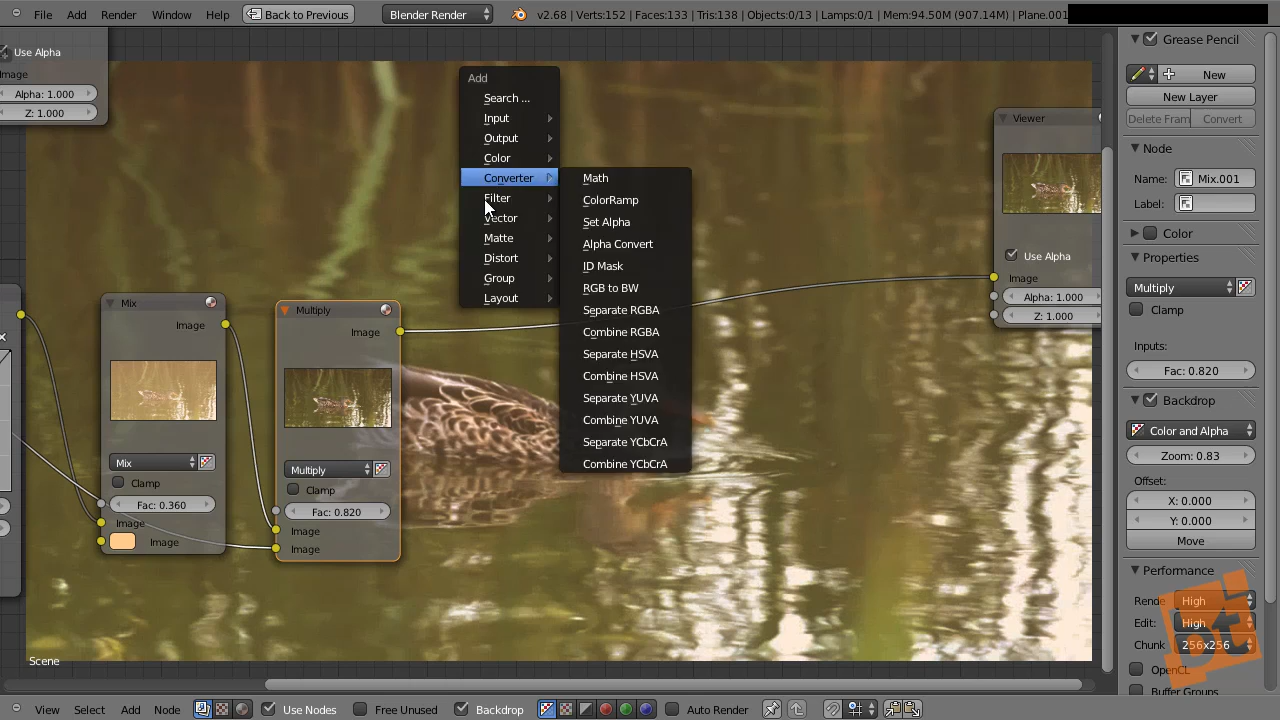 File Add Render Window Help Back to Previous Blender Render v2.68 | Verts:152 | Faces:133 | Tris:138 | Objects:0/13 | Lamps:0/1 | Mem:94.50M (907.14M) | Plane.001
Use Alpha
Image
Alpha: 1.000
Z: 1.000
Add
Search ...
Input
Output
Color
Converter
Filter
Vector
Matte
Distort
Group
Layout
Math
ColorRamp
Set Alpha
Alpha Convert
ID Mask
RGB to BW
Separate RGBA
Combine RGBA
Separate HSVA
Combine HSVA
Separate YUVA
Combine YUVA
Separate YCbCrA
Combine YCbCrA
Mix
Image
Mix
Clamp
Fac: 0.360
Image
Image
Multiply
Image
Multiply
Clamp
Fac: 0.820
Image
Image
Viewer
Use Alpha
Image
Alpha: 1.000
Z: 1.000
Grease Pencil
New
New Layer
Delete Fram Convert
Node
Name: Mix.001
Label:
Color
Properties
Multiply
Clamp
Inputs:
Fac: 0.820
Backdrop
Color and Alpha
Zoom: 0.83
Offset:
X: 0.000
Y: 0.000
Move
Performance
Rende High
Edit: High
Chunk 256x256
OpenCL
Buffer Groups
Scene
View Select Add Node Use Nodes Free Unused Backdrop Auto Render